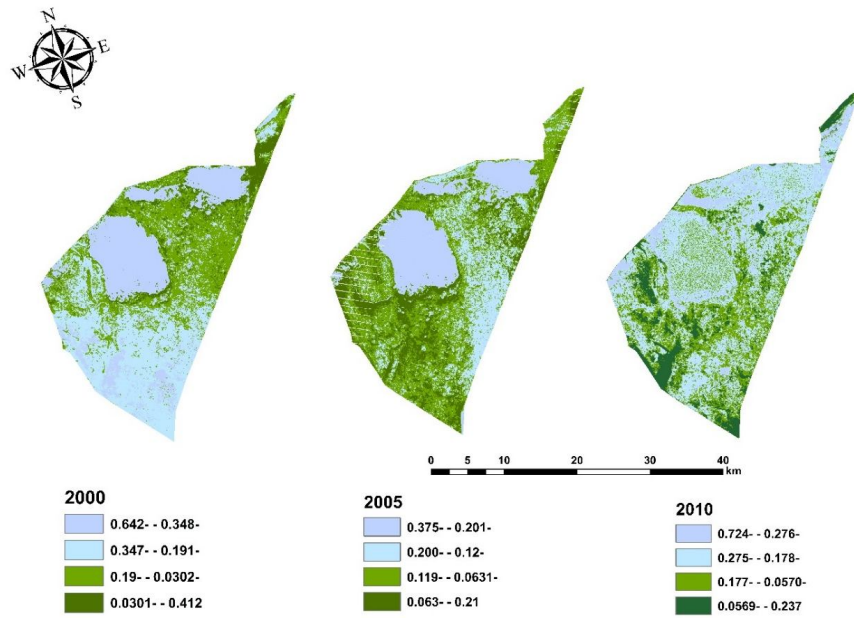 N
W E
S
0 5 10 20 30 40
km
2000
0.642- - 0.348-
0.347- - 0.191-
0.19- - 0.0302-
0.0301- - 0.412
2005
0.375- - 0.201-
0.200- - 0.12-
0.119- - 0.0631-
0.063- - 0.21
2010
0.724- - 0.276-
0.275- - 0.178-
0.177- - 0.0570-
0.0569- - 0.237